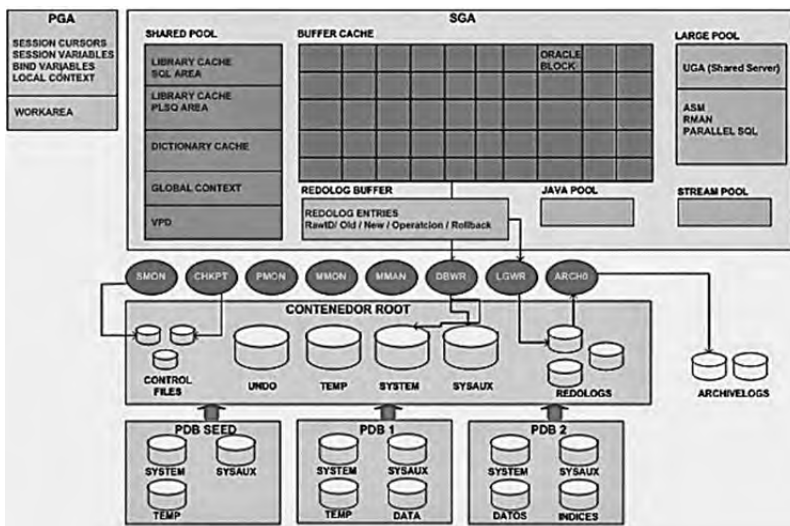 PGA
SESSION CURSORS
SESSION VARIABLES
BIND VARIABLES
LOCAL CONTEXT
WORKAREA
SGA
SHARED POOL
LIBRARY CACHE
SQL AREA
LIBRARY CACHE
PLSQ AREA
DICTIONARY CACHE
GLOBAL CONTEXT
VPD
BUFFER CACHE
ORACLE
BLOCK
REDOLOG BUFFER
REDOLOG ENTRIES
RawID/ Old / New / Operatcion / Rollback
JAVA POOL
LARGE POOL
UGA (Shared Server)
ASM
RMAN
PARALLEL SQL
STREAM POOL
SMON
CHKPT
PMON
MMON
MMAN
DBWR
LGWR
ARCH0
CONTENEDOR ROOT
CONTROL
FILES
UNDO
TEMP
SYSTEM
SYSAUX
REDOLOGS
ARCHIVELOGS
PDB SEED
SYSTEM
SYSAUX
TEMP
PDB 1
SYSTEM
SYSAUX
TEMP
DATA
PDB 2
SYSTEM
SYSAUX
DATOS
INDICES